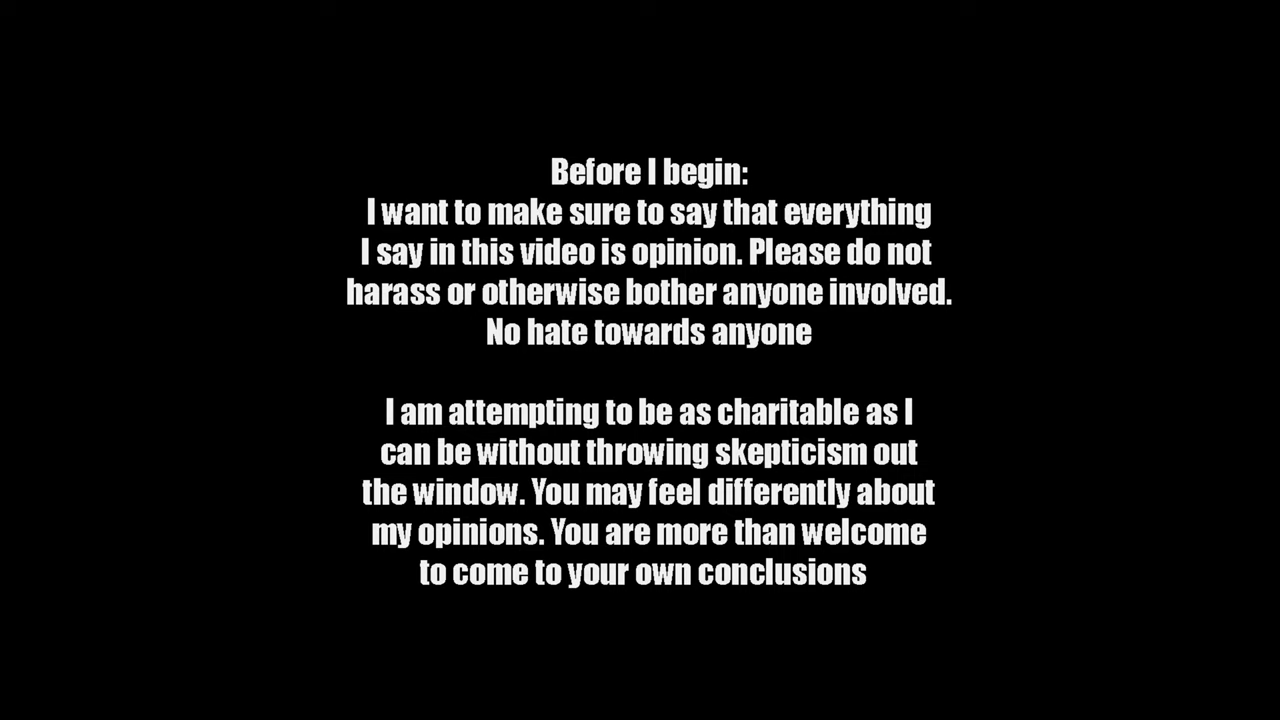 Before I begin:
I want to make sure to say that everything
I say in this video is opinion. Please do not
harass or otherwise bother anyone involved.
No hate towards anyone
I am attempting to be as charitable as I
can be without throwing skepticism out
the window. You may feel differently about
my opinions. You are more than welcome
to come to your own conclusions